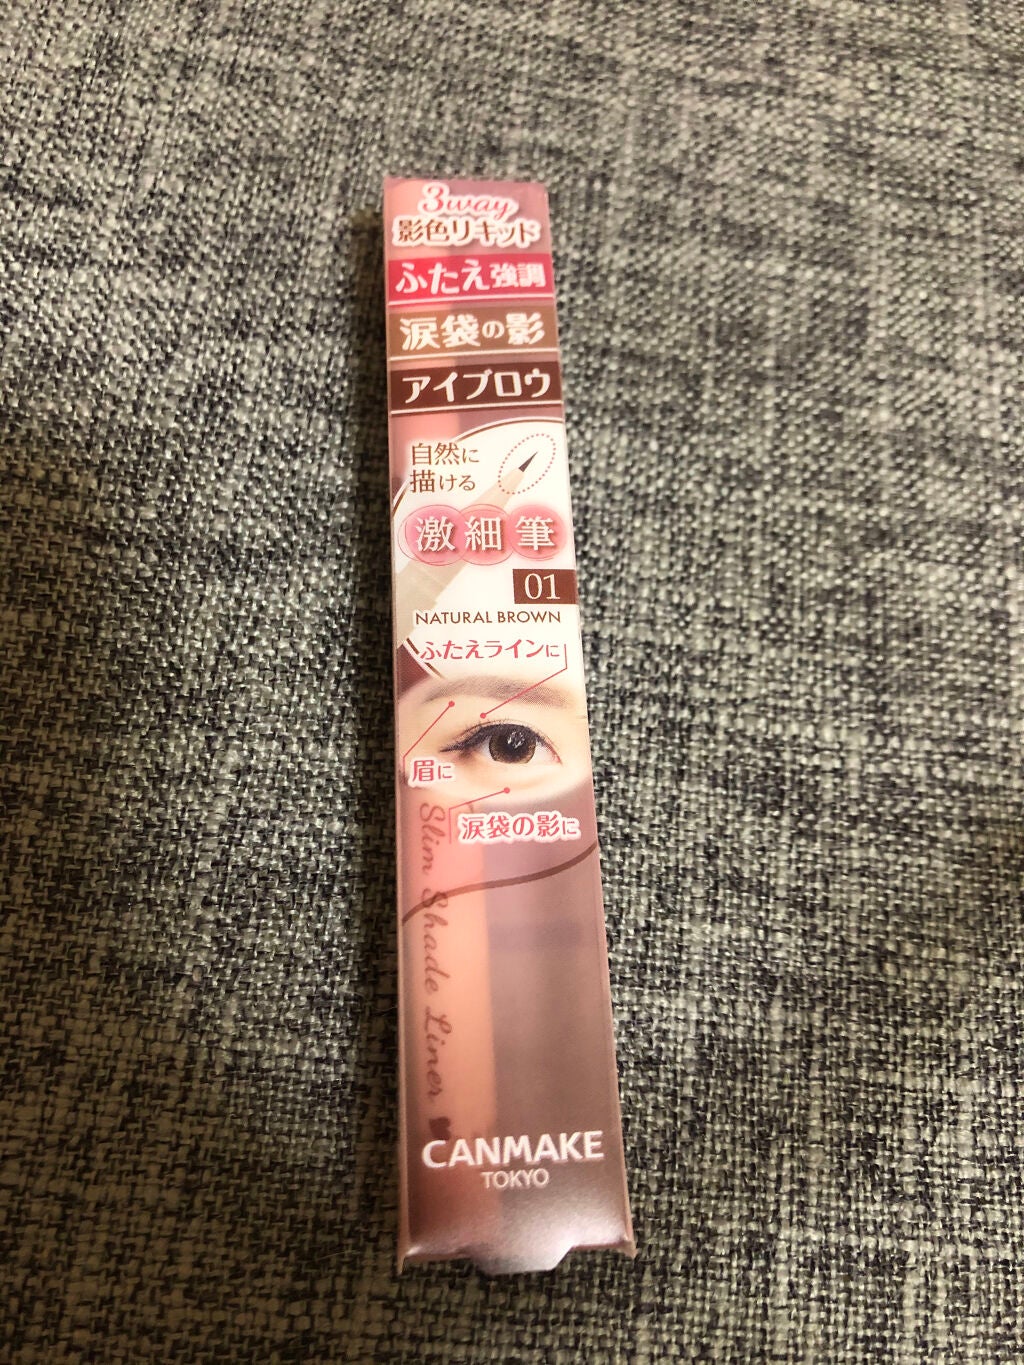 3way
影色リキッド
ふたえ強調
涙袋の影
アイブロウ
自然に
描ける
激細筆
01
NATURAL BROWN
ふたえラインに
眉に
涙袋の影に
Slim Shade Liner
CANMAKE
TOKYO